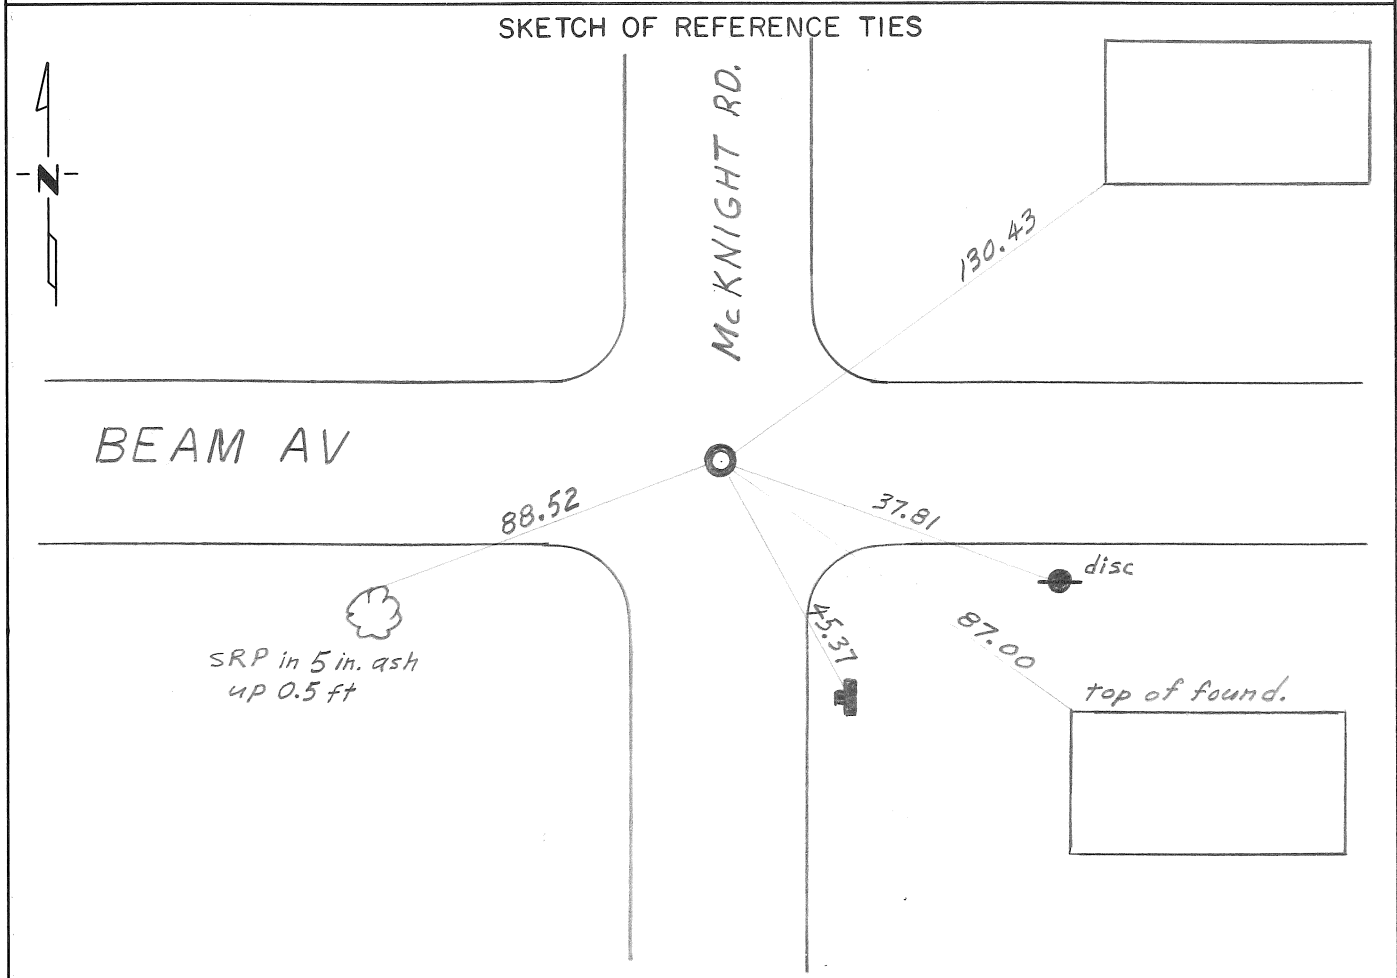 SKETCH OF REFERENCE TIES
McKNIGHT RD.
N
130.43
BEAM AV
88.52
37.81
disc
45.37
87.00
SRP in 5 in. ash
up 0.5 ft
top of found.